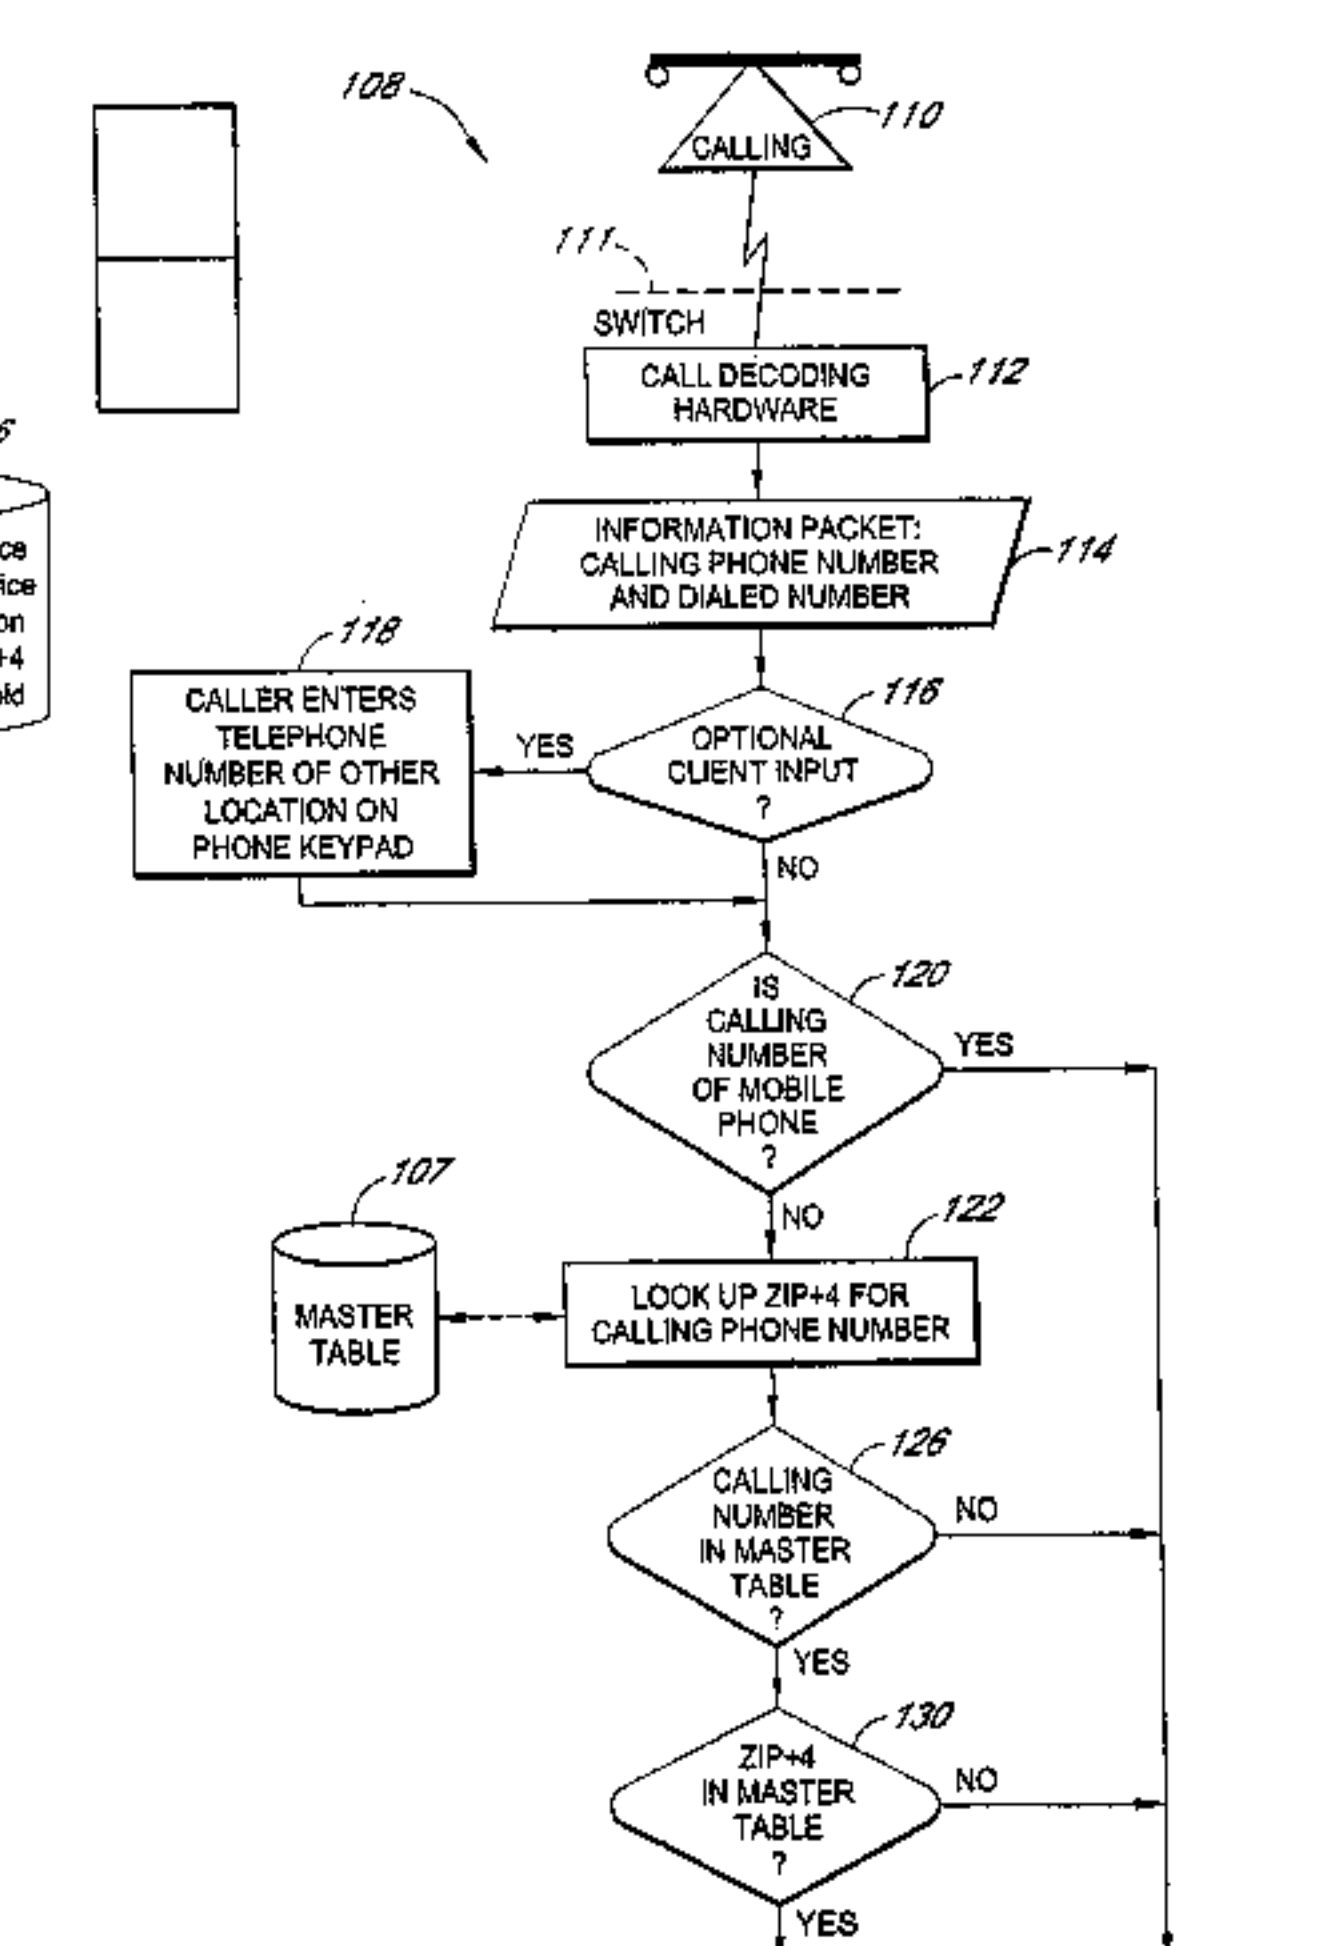 108
110
CALLING
111
SWITCH
CALL DECODING
HARDWARE
112
INFORMATION PACKET:
CALLING PHONE NUMBER
AND DIALED NUMBER
114
118
CALLER ENTERS
TELEPHONE
NUMBER OF OTHER
LOCATION ON
PHONE KEYPAD
YES
116
OPTIONAL
CLIENT INPUT
?
NO
120
IS
CALLING
NUMBER
OF MOBILE
PHONE
?
YES
NO
107
MASTER
TABLE
122
LOOK UP ZIP+4 FOR
CALLING PHONE NUMBER
126
CALLING
NUMBER
IN MASTER
TABLE
?
NO
YES
130
ZIP+4
IN MASTER
TABLE
?
NO
YES
+4